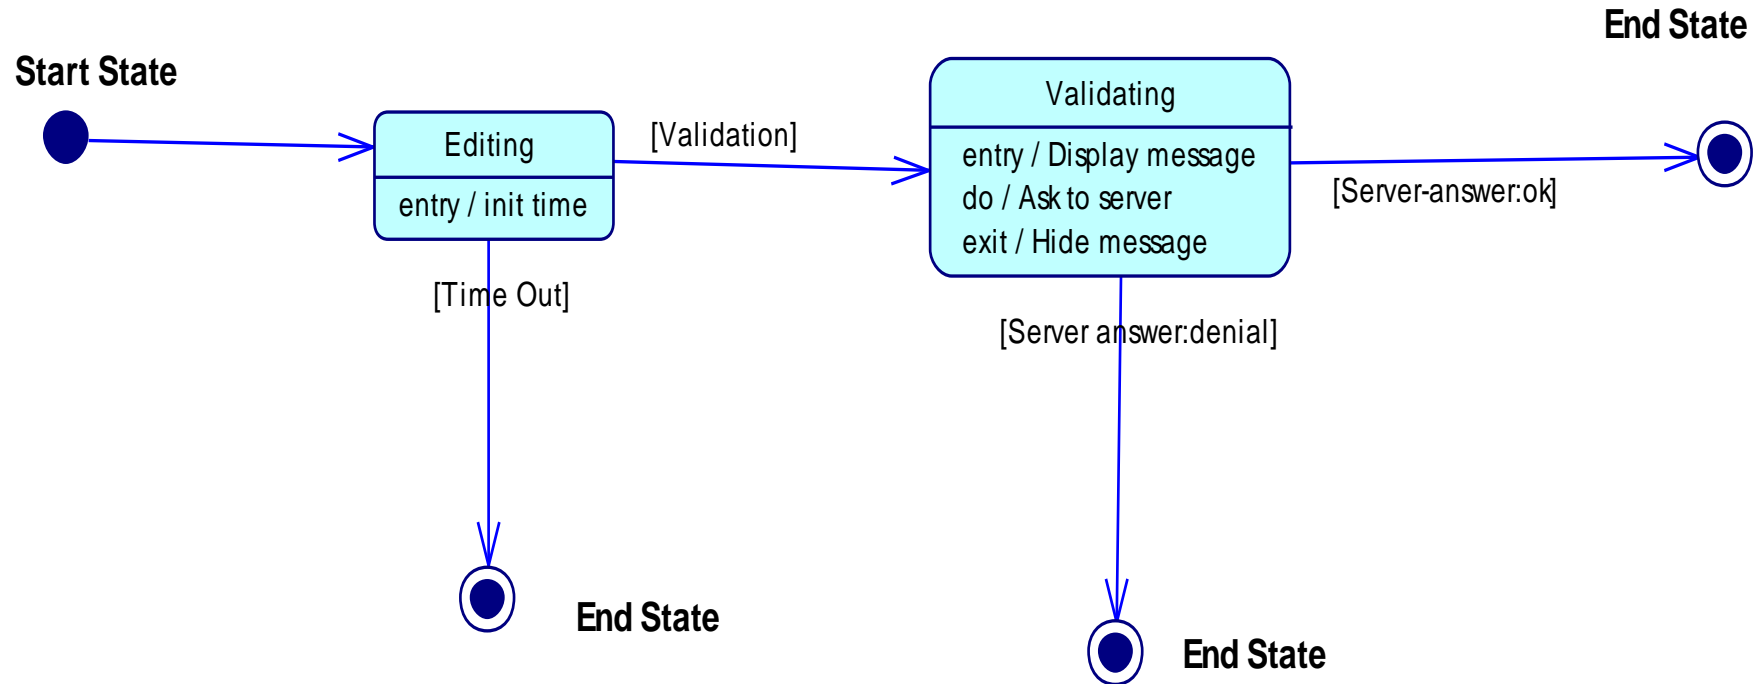 End State
Start State
Editing
entry / init time
[Validation]
Validating
entry / Display message
do / Ask to server
exit / Hide message
[Server-answer:ok]
[Time Out]
[Server answer:denial]
End State
End State